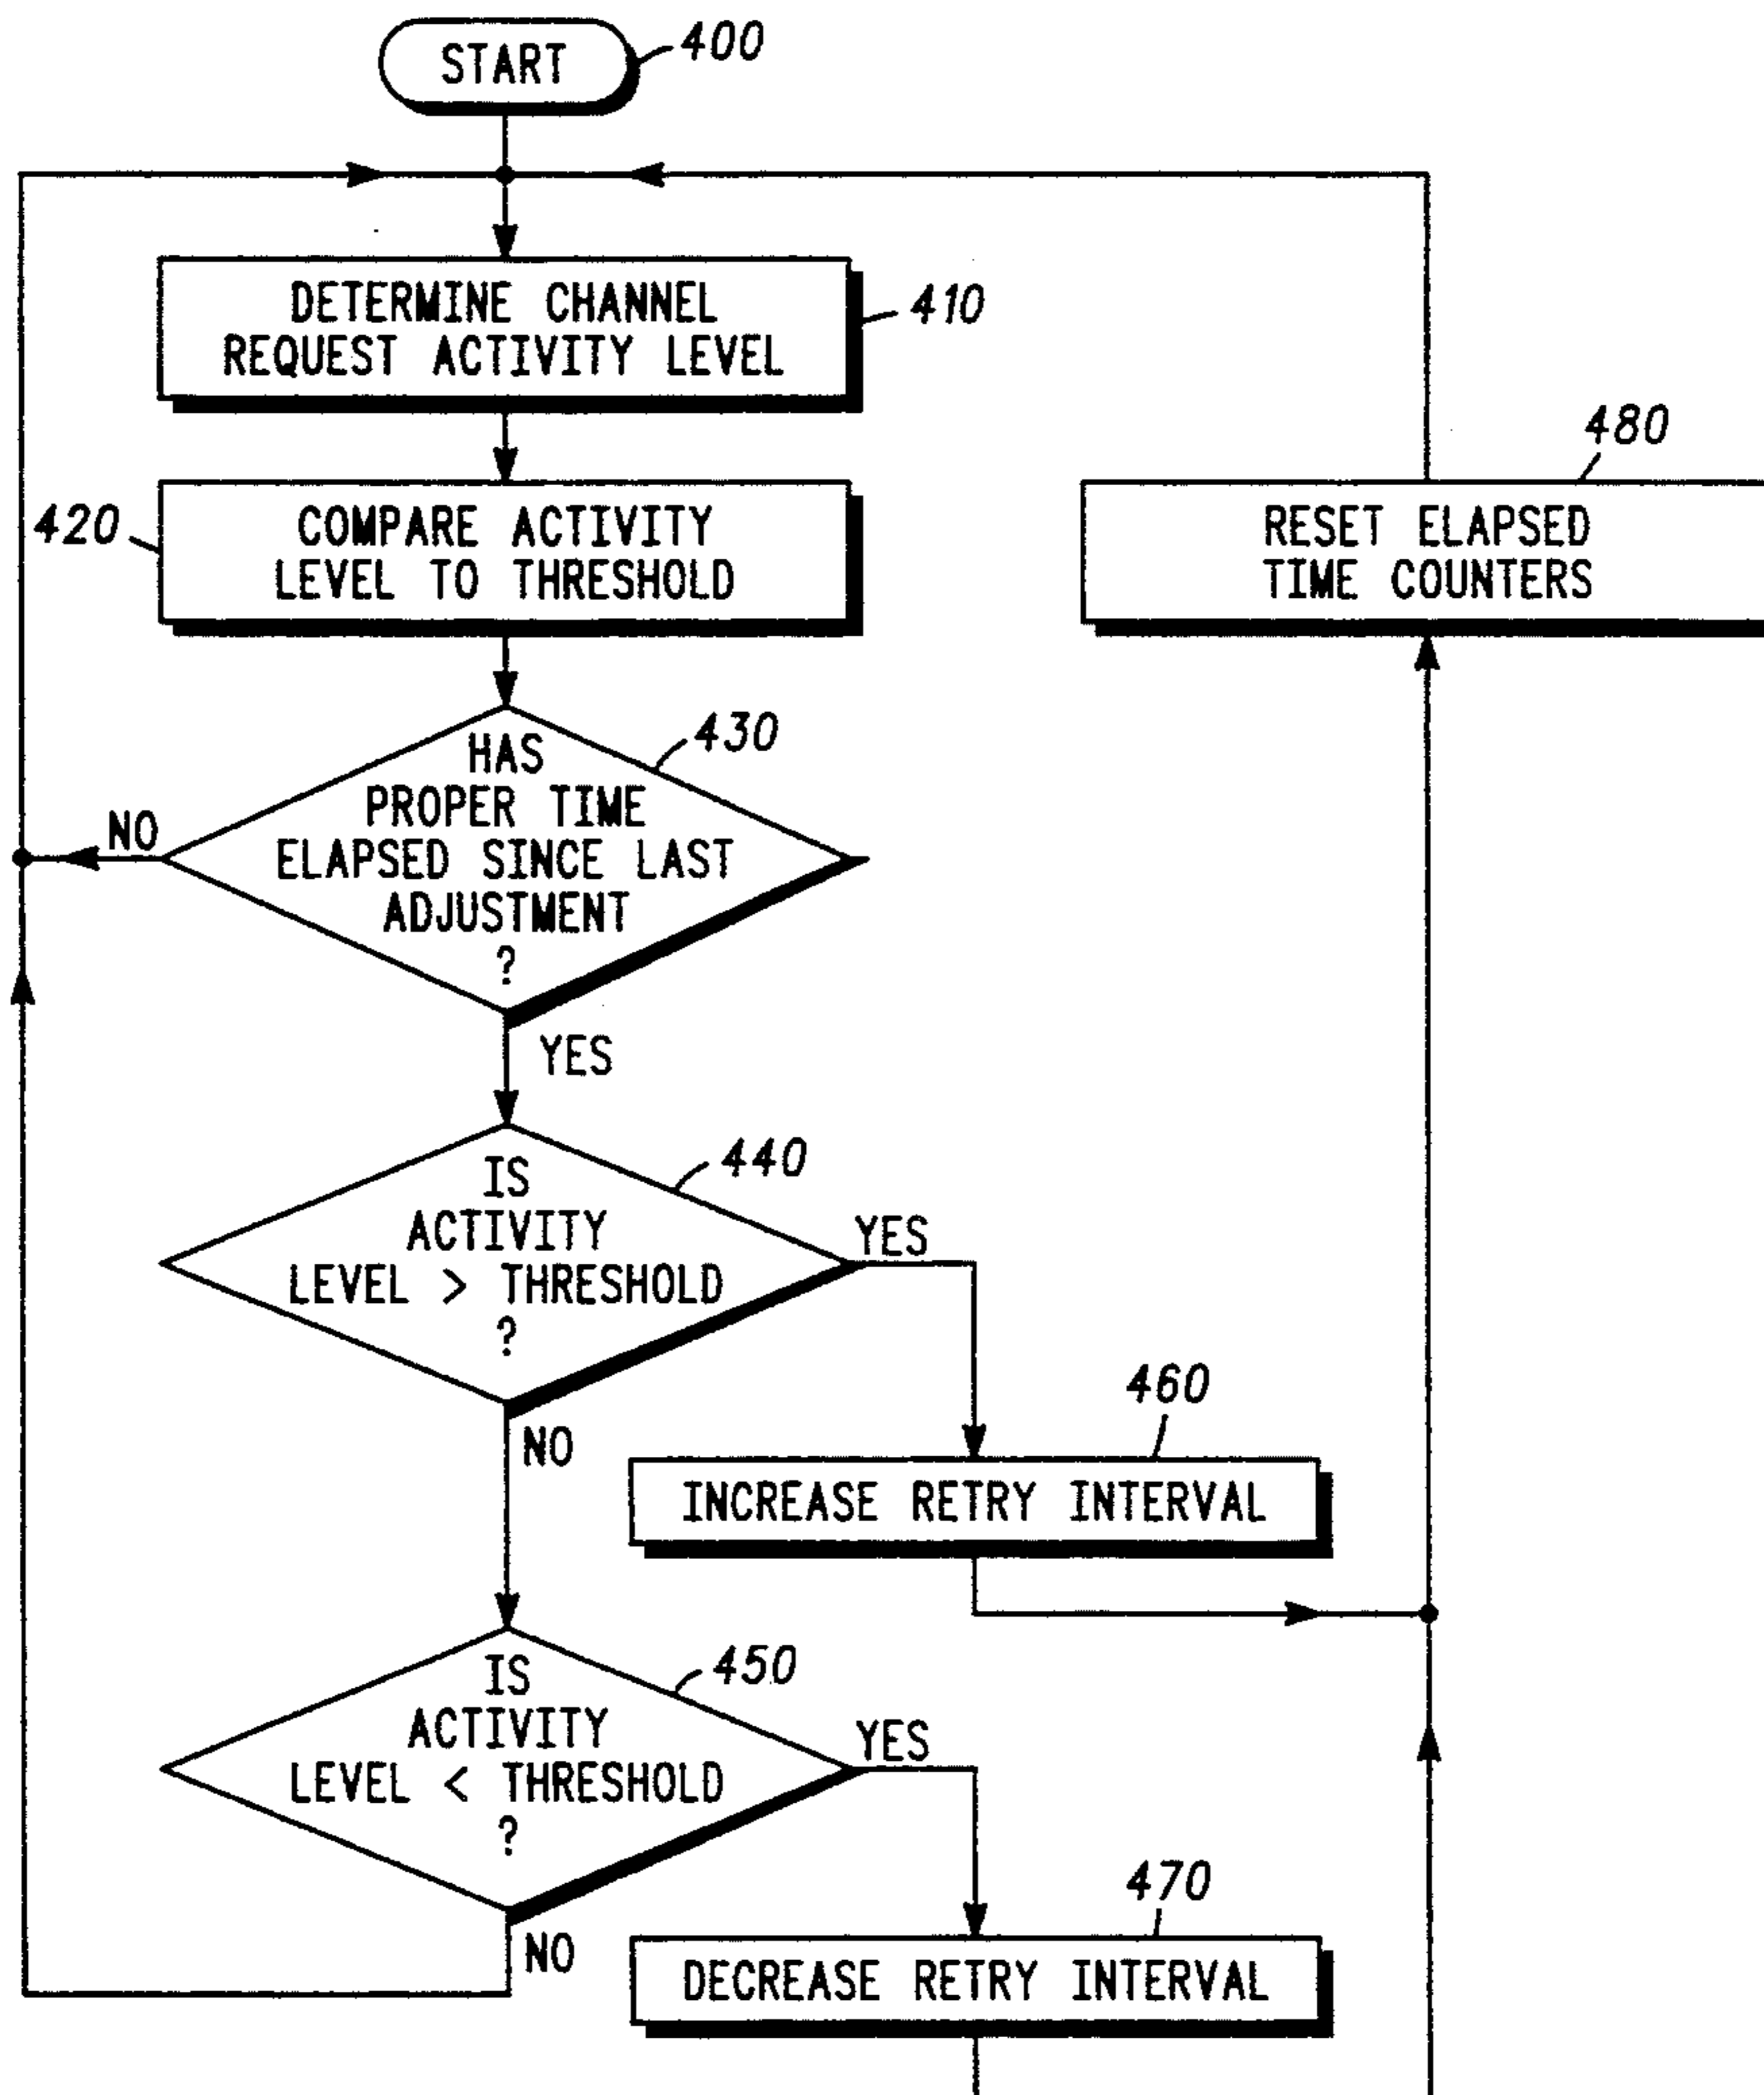 START
400
DETERMINE CHANNEL
REQUEST ACTIVITY LEVEL
410
480
420
COMPARE ACTIVITY
LEVEL TO THRESHOLD
RESET ELAPSED
TIME COUNTERS
430
HAS
PROPER TIME
ELAPSED SINCE LAST
ADJUSTMENT
?
NO
YES
440
IS
ACTIVITY
LEVEL > THRESHOLD
?
YES
NO
460
INCREASE RETRY INTERVAL
450
IS
ACTIVITY
LEVEL < THRESHOLD
?
YES
NO
470
DECREASE RETRY INTERVAL